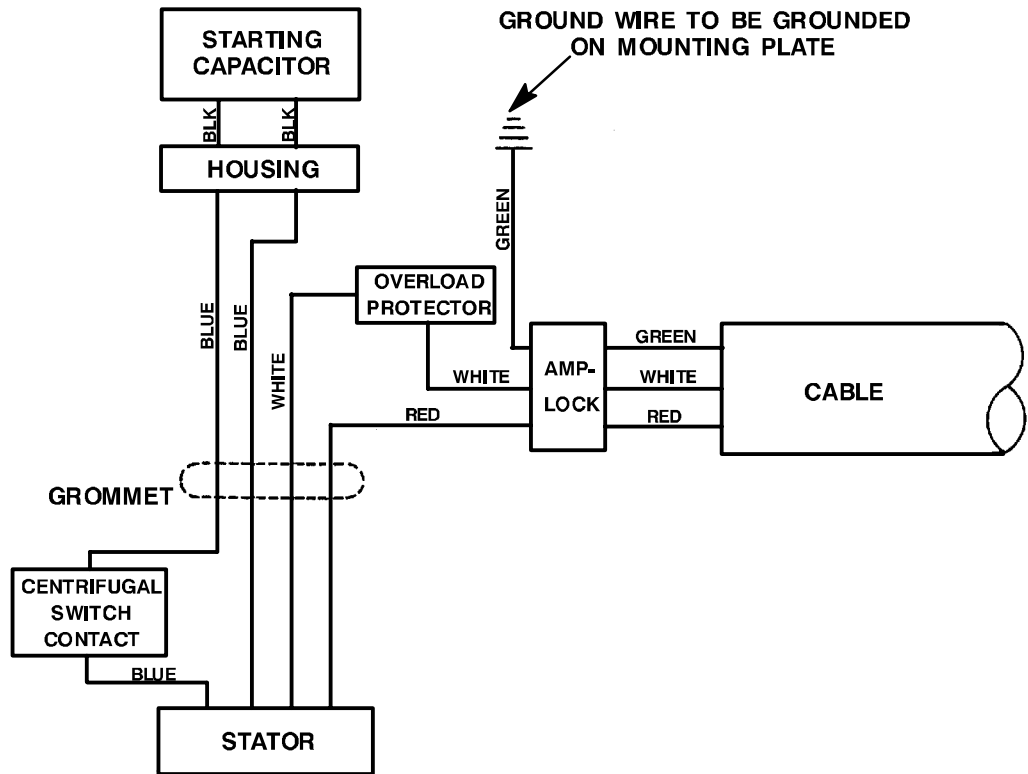 STARTING
CAPACITOR
GROUND WIRE TO BE GROUNDED
ON MOUNTING PLATE
BLK
BLK
HOUSING
GREEN
OVERLOAD
PROTECTOR
BLUE
BLUE
WHITE
WHITE
RED
AMP-
LOCK
GREEN
WHITE
RED
CABLE
GROMMET
CENTRIFUGAL
SWITCH
CONTACT
BLUE
STATOR